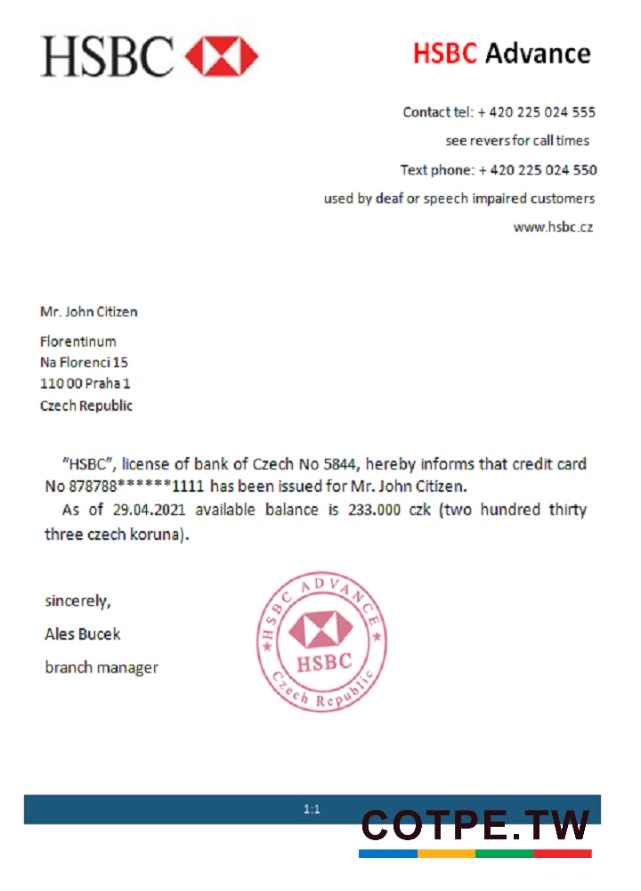 HSBC
HSBC Advance
Contact tel: + 420 225 024 555
see revers for call times
Text phone: + 420 225 024 550
used by deaf or speech impaired customers
www.hsbc.cz
Mr. John Citizen
Florentinum
Na Florenci 15
110 00 Praha 1
Czech Republic
“HSBC”, license of bank of Czech No 5844, hereby informs that credit card
No 878788******1111 has been issued for Mr. John Citizen.
As of 29.04.2021 available balance is 233.000 czk (two hundred thirty
three czech koruna).
sincerely,
Ales Bucek
branch manager
HSBC ADVANCE
HSBC
Czech Republic
1:1
COTPE.TW